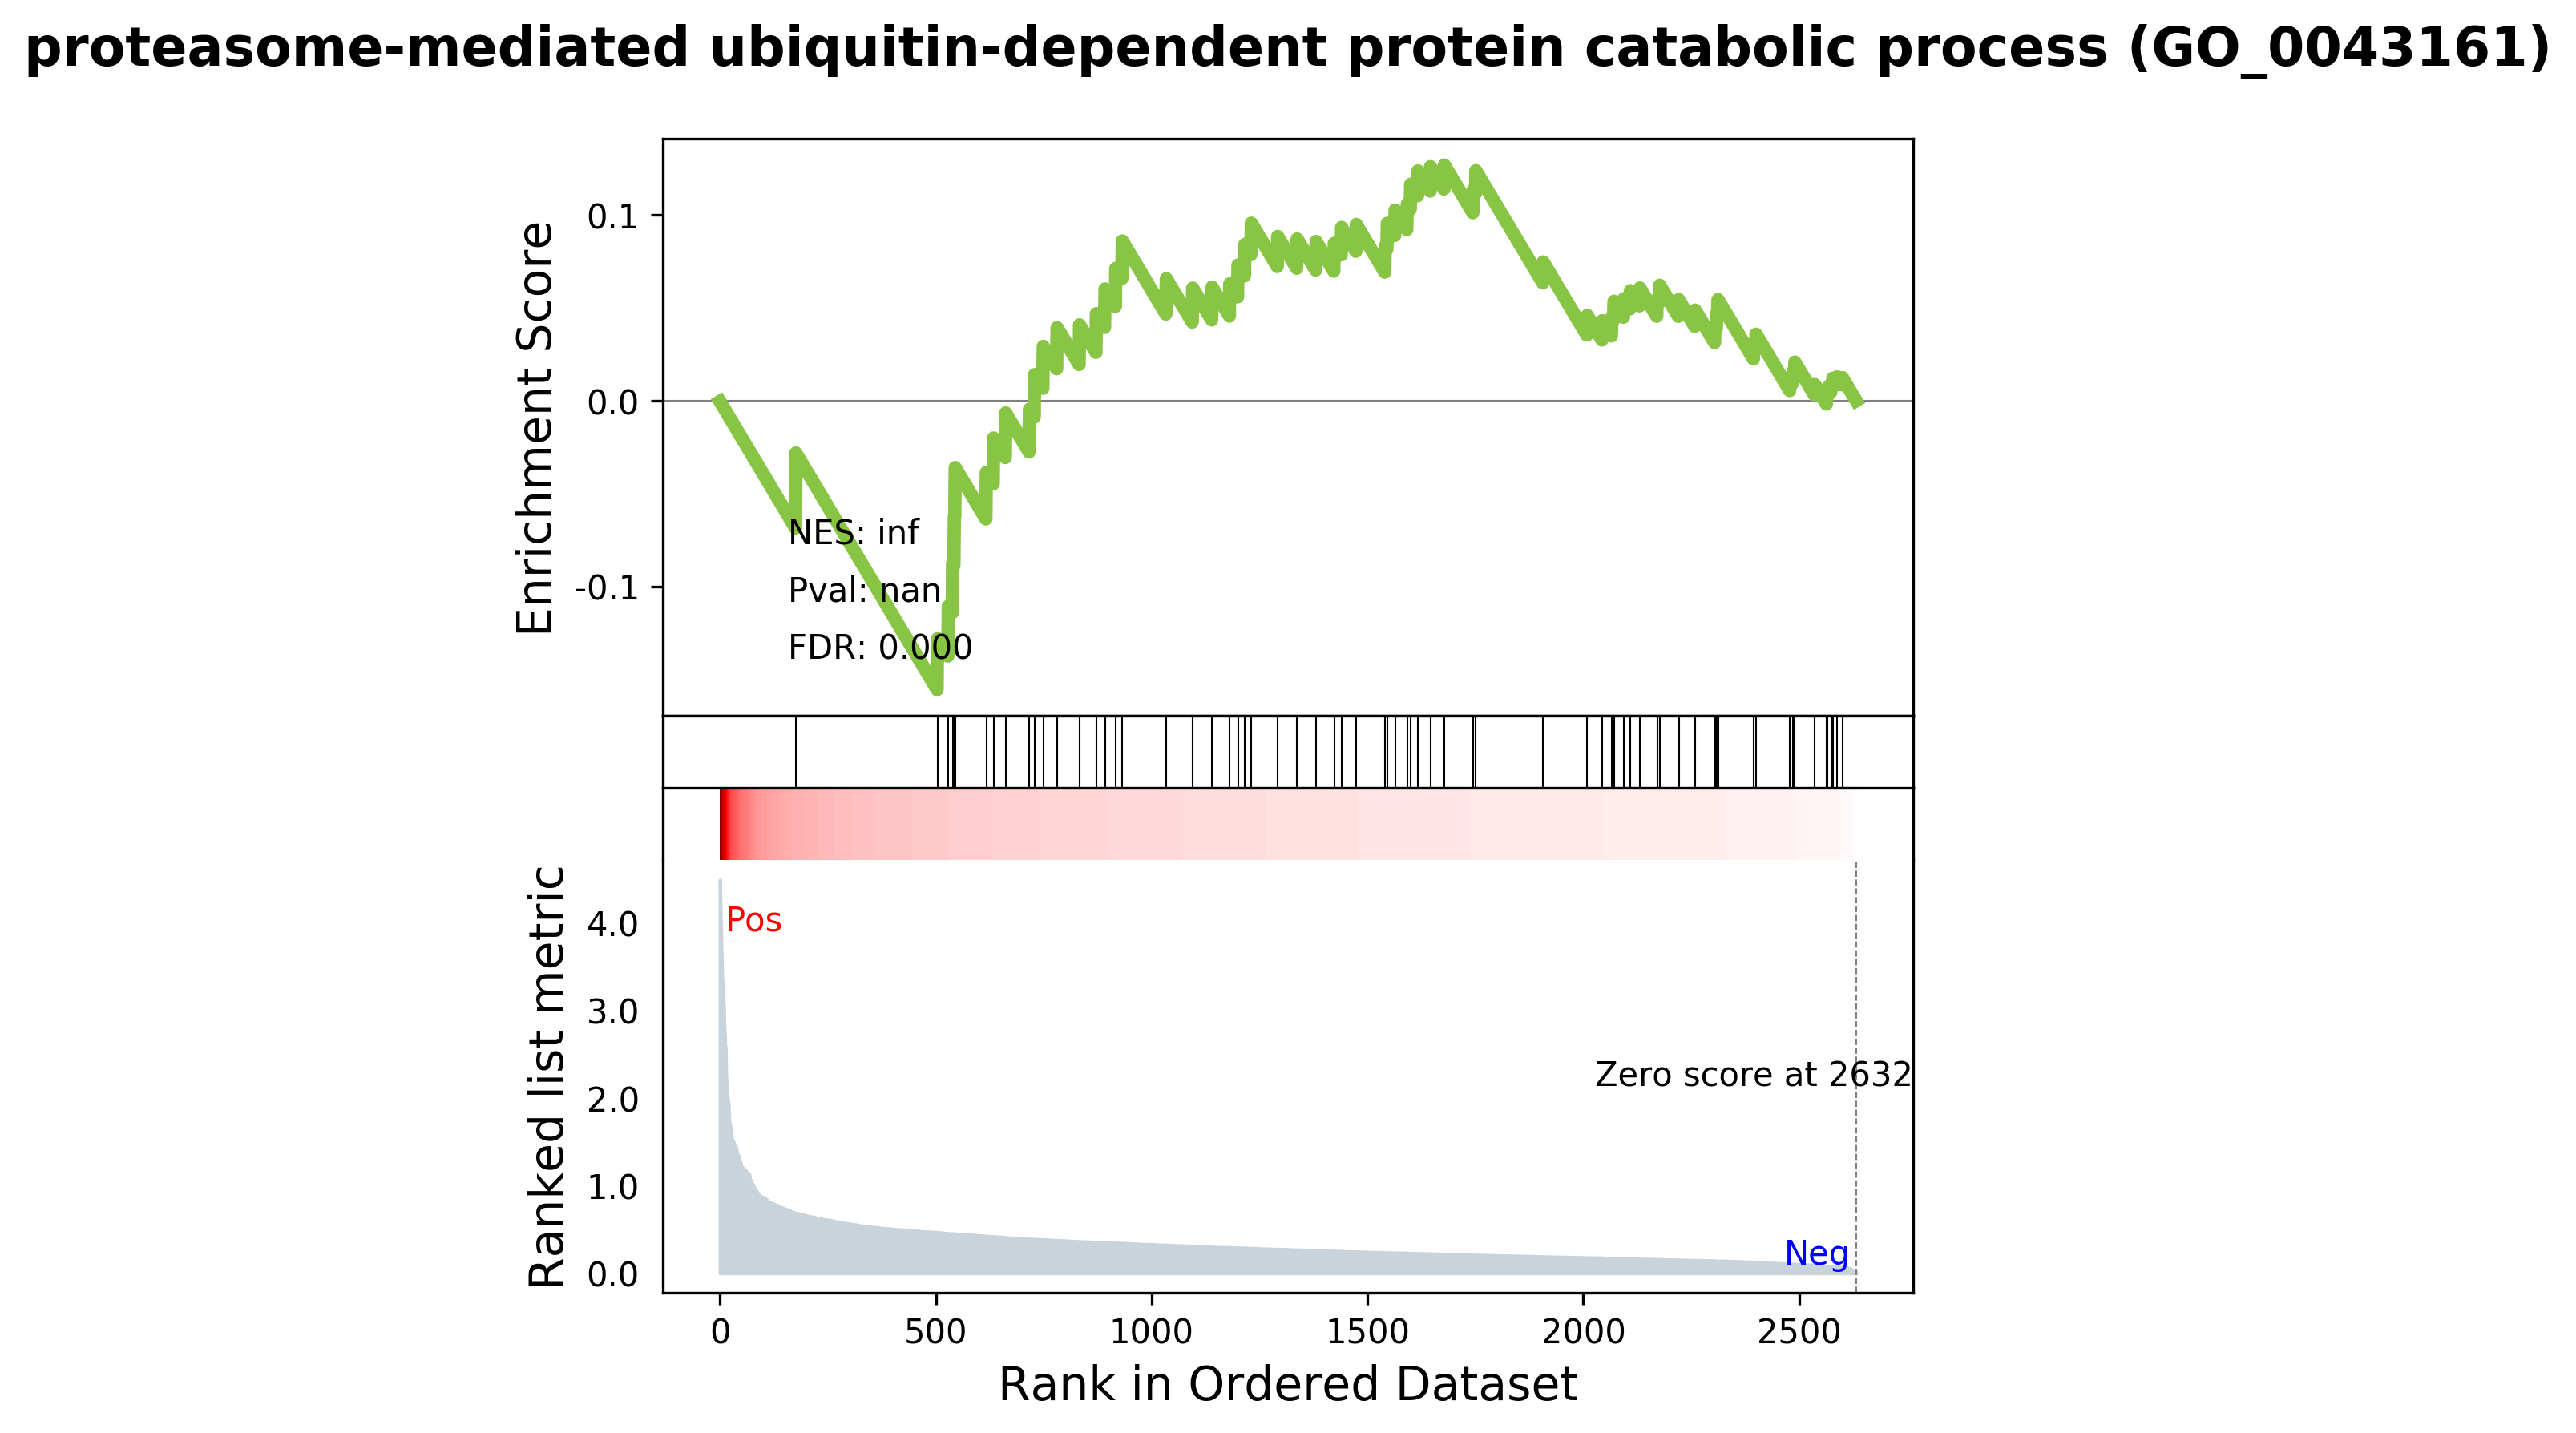 proteasome-mediated ubiquitin-dependent protein catabolic process (GO_0043161)
Enrichment Score
0.1
0.0
-0.1
NES: inf
Pval: nan
FDR: 0.000
Ranked list metric
4.0
3.0
2.0
1.0
0.0
Pos
Zero score at 2632
Neg
0 500 1000 1500 2000 2500
Rank in Ordered Dataset